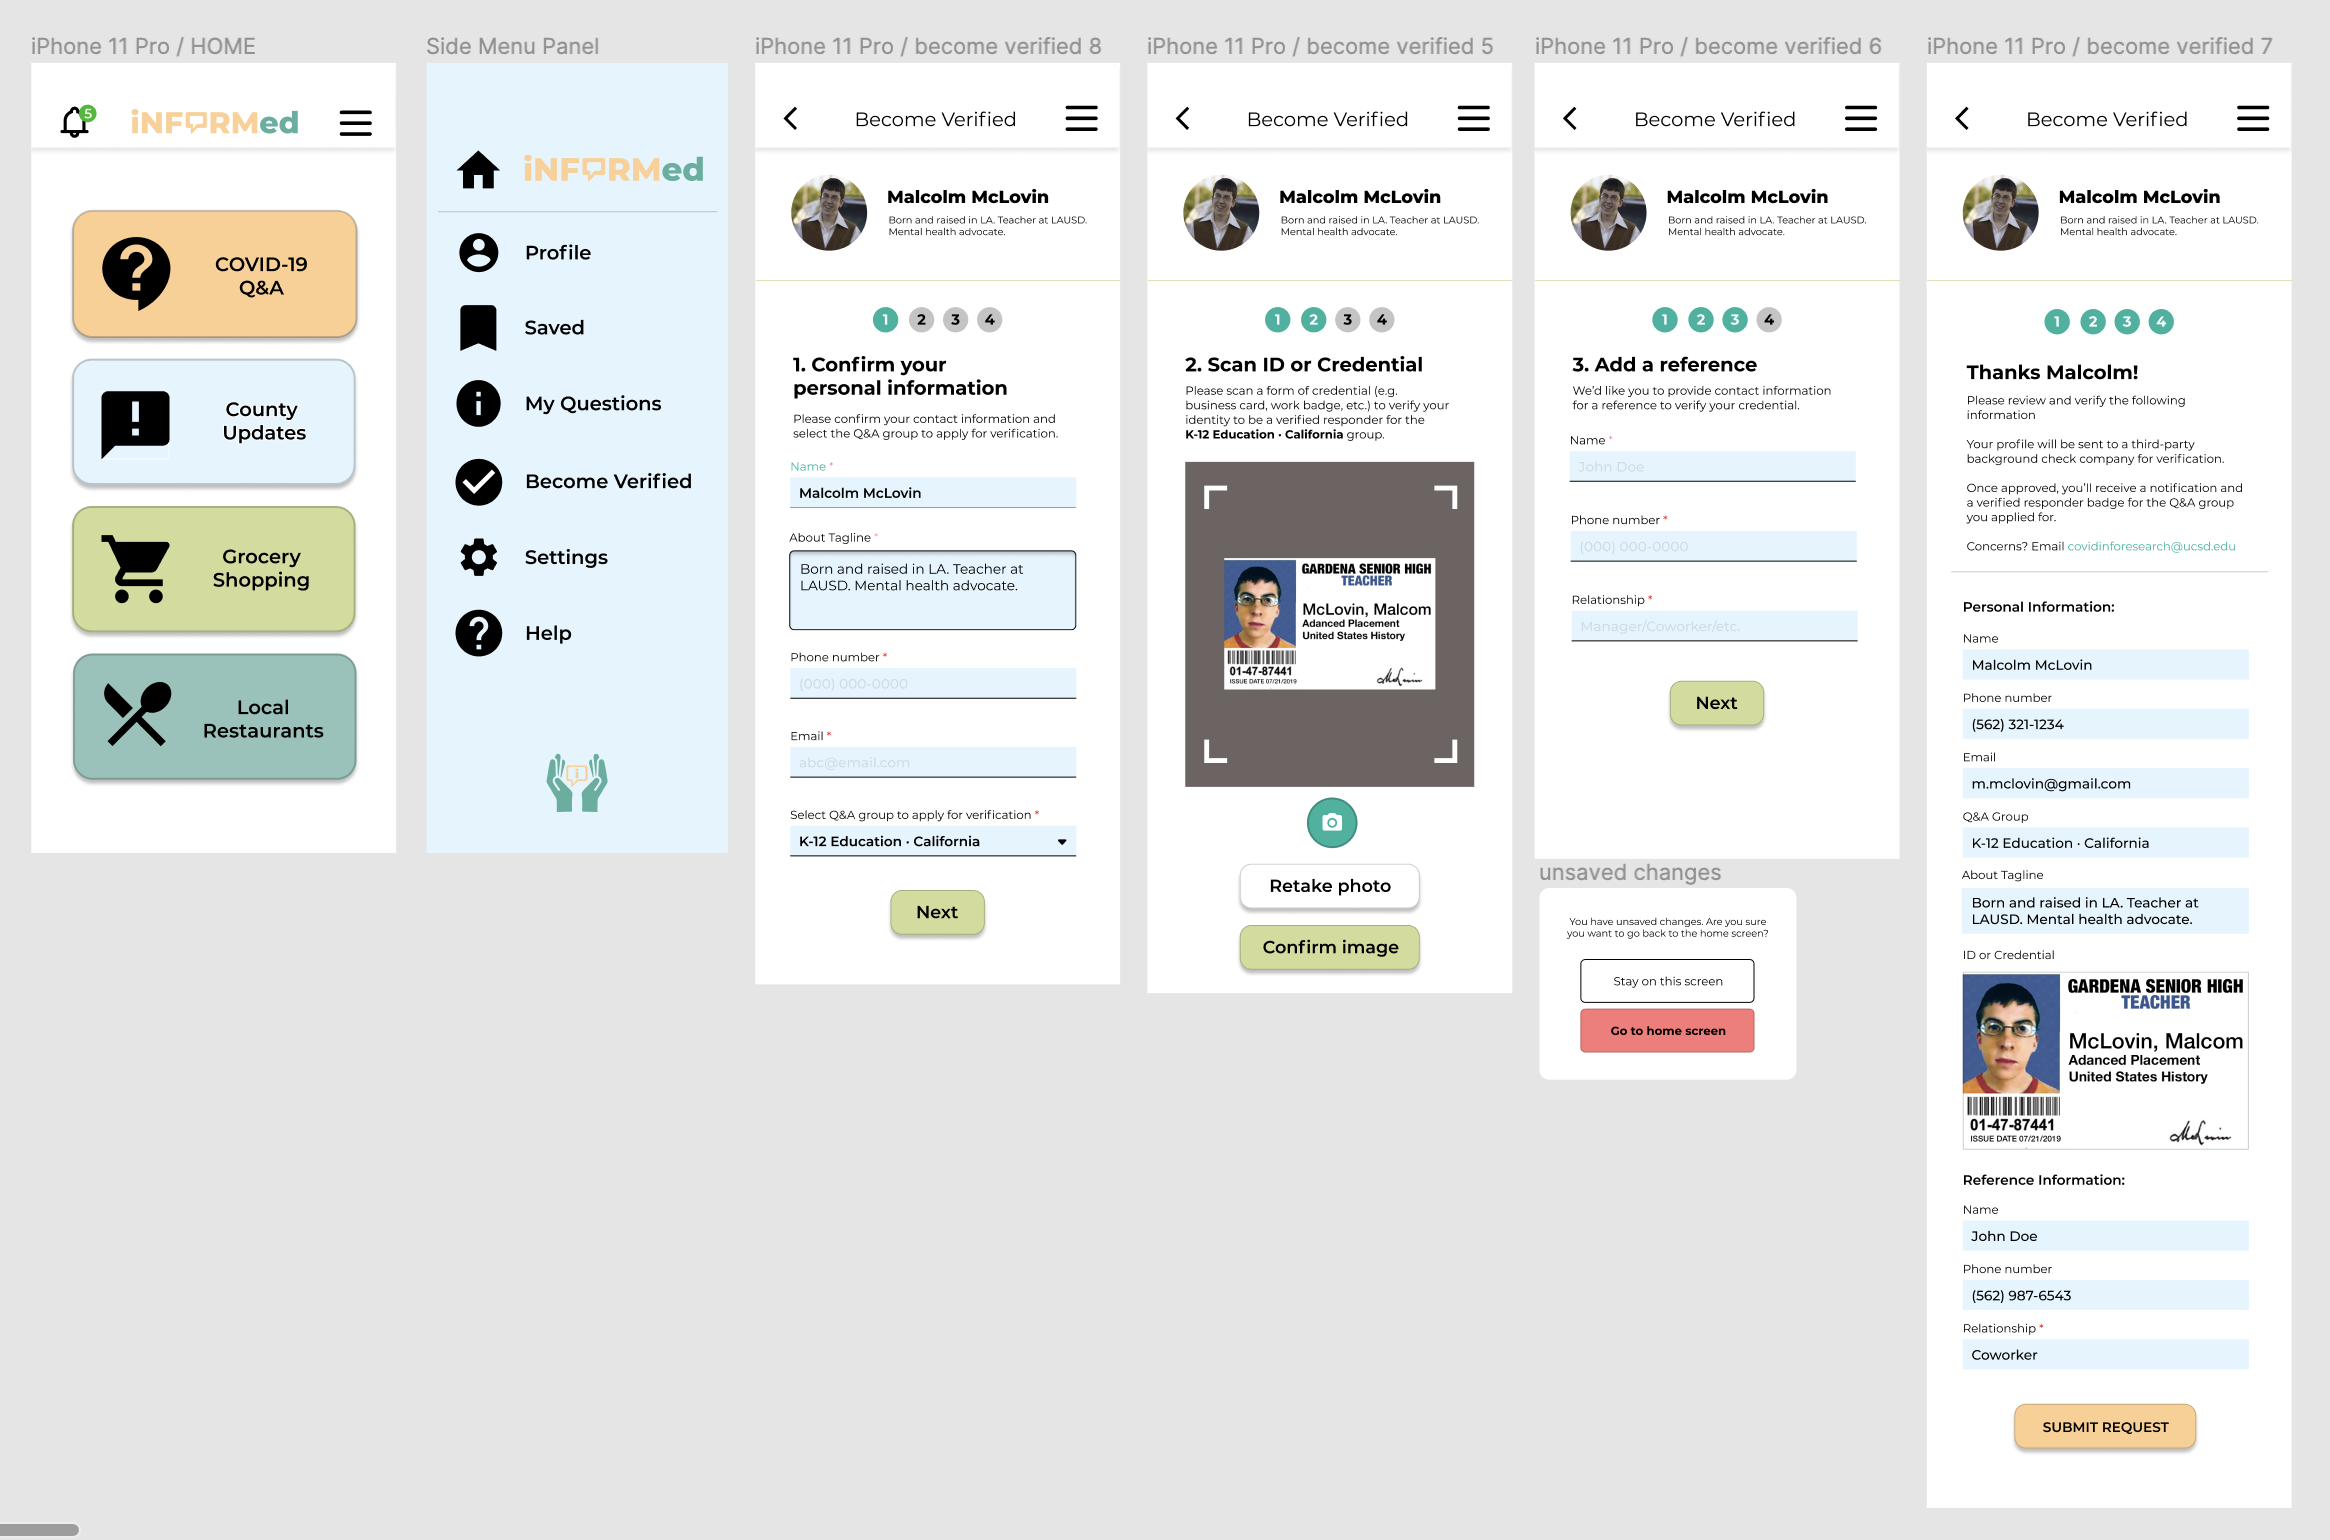 iPhone 11 Pro / HOME
5
iNFORMed
COVID-19
Q&A
County
Updates
Grocery
Shopping
Local
Restaurants
Side Menu Panel
iNFORMed
Profile
Saved
My Questions
Become Verified
Settings
Help
iPhone 11 Pro / become verified 8
Become Verified
Malcolm McLovin
Born and raised in LA. Teacher at LAUSD.
Mental health advocate.
1 2 3 4
1. Confirm your
personal information
Please confirm your contact information and
select the Q&A group to apply for verification.
Name *
Malcolm McLovin
About Tagline *
Born and raised in LA. Teacher at
LAUSD. Mental health advocate.
Phone number *
(000) 000-0000
Email *
abc@email.com
Select Q&A group to apply for verification *
K-12 Education · California
Next
iPhone 11 Pro / become verified 5
Become Verified
Malcolm McLovin
Born and raised in LA. Teacher at LAUSD.
Mental health advocate.
1 2 3 4
2. Scan ID or Credential
Please scan a form of credential (e.g.
business card, work badge, etc.) to verify your
identity to be a verified responder for the
K-12 Education · California group.
GARDENA SENIOR HIGH
TEACHER
McLovin, Malcom
Adanced Placement
United States History
01-47-87441
ISSUE DATE 07/21/2019
McLovin
Retake photo
Confirm image
iPhone 11 Pro / become verified 6
Become Verified
Malcolm McLovin
Born and raised in LA. Teacher at LAUSD.
Mental health advocate.
1 2 3 4
3. Add a reference
We'd like you to provide contact information
for a reference to verify your credential.
Name *
John Doe
Phone number *
(000) 000-0000
Relationship *
Manager/Coworker/etc.
Next
unsaved changes
You have unsaved changes. Are you sure
you want to go back to the home screen?
Stay on this screen
Go to home screen
iPhone 11 Pro / become verified 7
Become Verified
Malcolm McLovin
Born and raised in LA. Teacher at LAUSD.
Mental health advocate.
1 2 3 4
Thanks Malcolm!
Please review and verify the following
information
Your profile will be sent to a third-party
background check company for verification.
Once approved, you'll receive a notification and
a verified responder badge for the Q&A group
you applied for.
Concerns? Email covidinforesearch@ucsd.edu
Personal Information:
Name
Malcolm McLovin
Phone number
(562) 321-1234
Email
m.mclovin@gmail.com
Q&A Group
K-12 Education · California
About Tagline
Born and raised in LA. Teacher at
LAUSD. Mental health advocate.
ID or Credential
GARDENA SENIOR HIGH
TEACHER
McLovin, Malcom
Adanced Placement
United States History
01-47-87441
ISSUE DATE 07/21/2019
McLovin
Reference Information:
Name
John Doe
Phone number
(562) 987-6543
Relationship *
Coworker
SUBMIT REQUEST